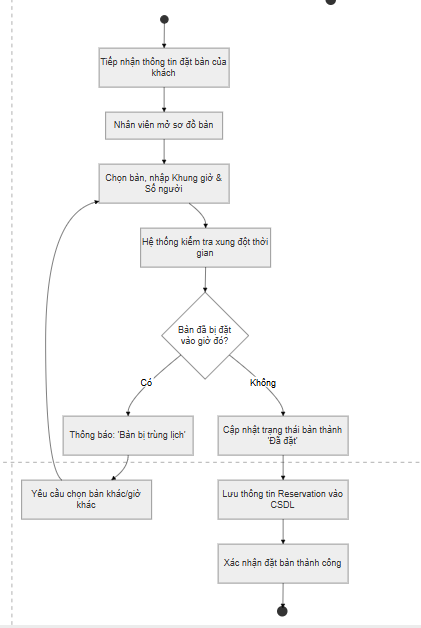 Tiếp nhận thông tin đặt bàn của
khách
Nhân viên mở sơ đồ bàn
Chọn bàn, nhập Khung giờ &
Số người
Hệ thống kiểm tra xung đột thời
gian
Bàn đã bị đặt
vào giờ đó?
Có
Không
Thông báo: 'Bàn bị trùng lịch'
Cập nhật trạng thái bàn thành
'Đã đặt'
Yêu cầu chọn bàn khác/giờ
khác
Lưu thông tin Reservation vào
CSDL
Xác nhận đặt bàn thành công